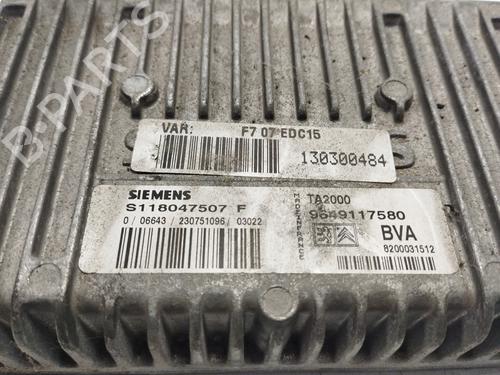 B-PARTS
VAR: F7 07 EDC15
130300484
SIEMENS
S118047507 F
0 / 06643 / 230751096 / 03022
MADE IN FRANCE
TA2000
9649117580
BVA
8200031512